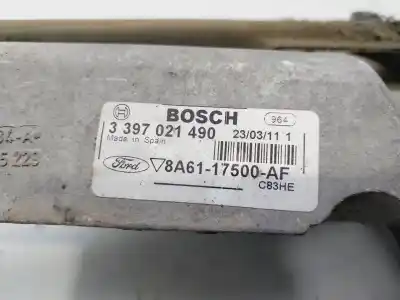 BOSCH 964
3 397 021 490 23/03/11 1
Made in Spain
Ford 8A61-17500-AF
C83HE